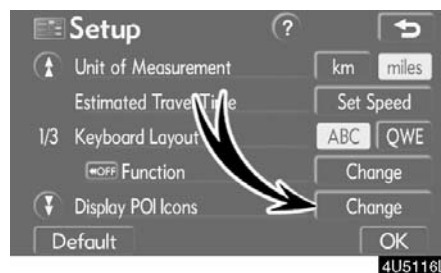 Setup ?
Unit of Measurement km miles
Estimated Travel Time Set Speed
1/3 Keyboard Layout ABC QWE
OFF Function Change
Display POI Icons Change
Default OK
4U5116